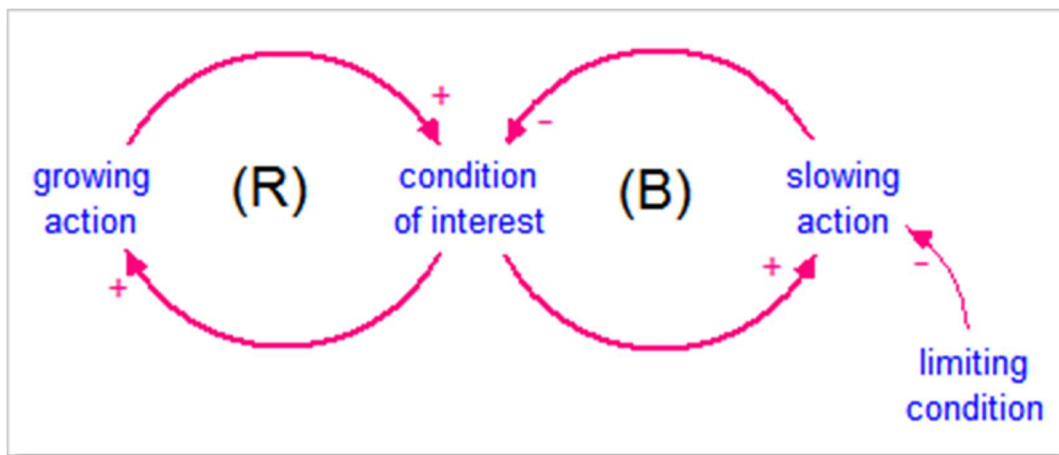 +
−
growing
action
(R)
condition
of interest
(B)
slowing
action
+
+
−
limiting
condition